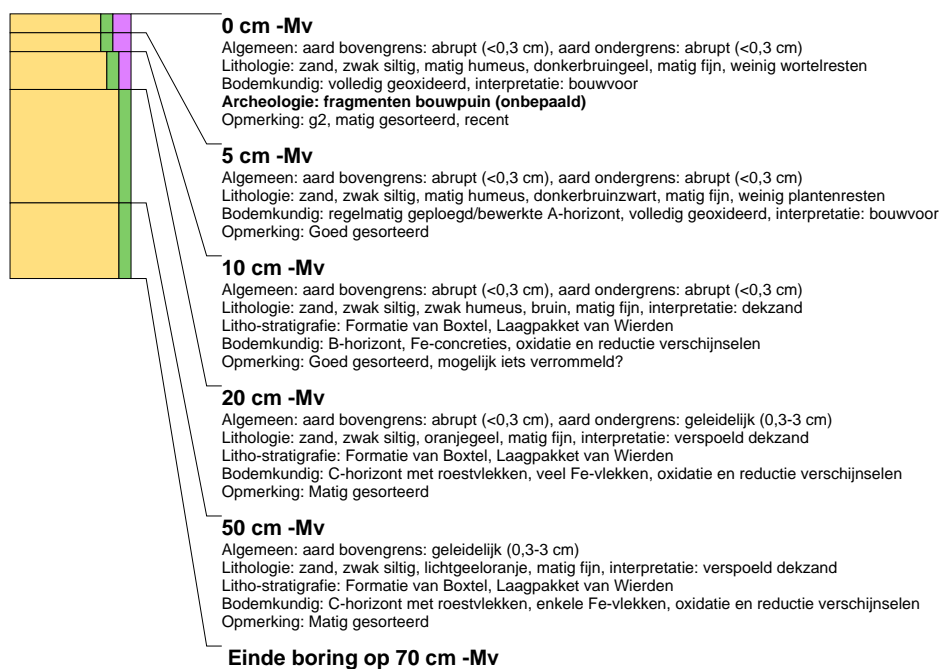 0 cm -Mv
Algemeen: aard bovengrens: abrupt (<0,3 cm), aard ondergrens: abrupt (<0,3 cm)
Lithologie: zand, zwak siltig, matig humeus, donkerbruingeel, matig fijn, weinig wortelresten
Bodemkundig: volledig geoxideerd, interpretatie: bouwvoor
Archeologie: fragmenten bouwpuin (onbepaald)
Opmerking: g2, matig gesorteerd, recent
5 cm -Mv
Algemeen: aard bovengrens: abrupt (<0,3 cm), aard ondergrens: abrupt (<0,3 cm)
Lithologie: zand, zwak siltig, matig humeus, donkerbruinzwart, matig fijn, weinig plantenresten
Bodemkundig: regelmatig geploegd/bewerkte A-horizont, volledig geoxideerd, interpretatie: bouwvoor
Opmerking: Goed gesorteerd
10 cm -Mv
Algemeen: aard bovengrens: abrupt (<0,3 cm), aard ondergrens: abrupt (<0,3 cm)
Lithologie: zand, zwak siltig, zwak humeus, bruin, matig fijn, interpretatie: dekzand
Litho-stratigrafie: Formatie van Boxtel, Laagpakket van Wierden
Bodemkundig: B-horizont, Fe-concreties, oxidatie en reductie verschijnselen
Opmerking: Goed gesorteerd, mogelijk iets verrommeld?
20 cm -Mv
Algemeen: aard bovengrens: abrupt (<0,3 cm), aard ondergrens: geleidelijk (0,3-3 cm)
Lithologie: zand, zwak siltig, oranjegeel, matig fijn, interpretatie: verspoeld dekzand
Litho-stratigrafie: Formatie van Boxtel, Laagpakket van Wierden
Bodemkundig: C-horizont met roestvlekken, veel Fe-vlekken, oxidatie en reductie verschijnselen
Opmerking: Matig gesorteerd
50 cm -Mv
Algemeen: aard bovengrens: geleidelijk (0,3-3 cm)
Lithologie: zand, zwak siltig, lichtgeeloranje, matig fijn, interpretatie: verspoeld dekzand
Litho-stratigrafie: Formatie van Boxtel, Laagpakket van Wierden
Bodemkundig: C-horizont met roestvlekken, enkele Fe-vlekken, oxidatie en reductie verschijnselen
Opmerking: Matig gesorteerd
Einde boring op 70 cm -Mv